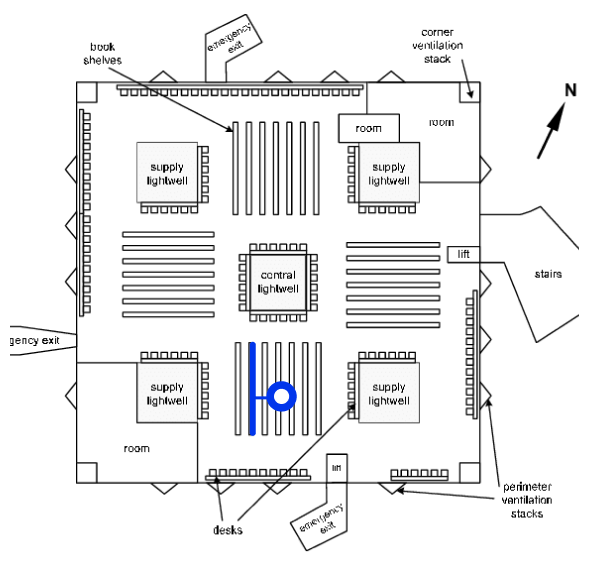 emergency
exit
book
shelves
corner
ventilation
stack
N
room
room
supply
lightwell
supply
lightwell
central
lightwell
lift
stairs
gency exit
supply
lightwell
supply
lightwell
room
lift
desks
emergency
exit
perimeter
ventilation
stacks